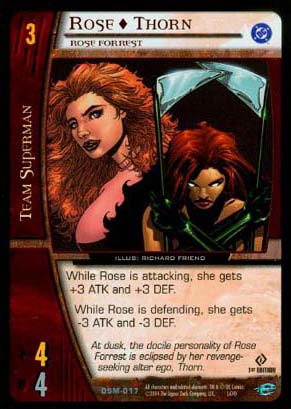 3
ROSE ♦ THORN
ROSE FORREST
DC
TEAM SUPERMAN
ILLUS: RICHARD FRIEND
While Rose is attacking, she gets
+3 ATK and +3 DEF.
While Rose is defending, she gets
-3 ATK and -3 DEF.
At dusk, the docile personality of Rose
Forrest is eclipsed by her revenge-
seeking alter ego, Thorn.
4
4
DSM-017
1ST EDITION